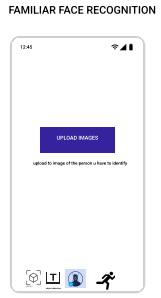 FAMILIAR FACE RECOGNITION
12:45
UPLOAD IMAGES
upload to image of the person u have to identify
T